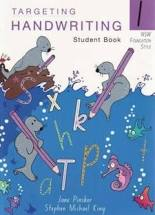 TARGETING
HANDWRITING
Student Book
1
NSW
Foundation
Style
x
k
h
a
T
p
Jane Pinsker
Stephen Michael King